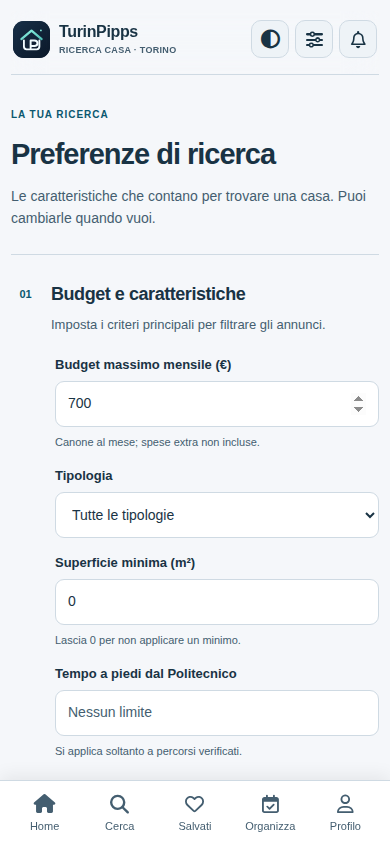 TurinPipps
RICERCA CASA · TORINO
LA TUA RICERCA
Preferenze di ricerca
Le caratteristiche che contano per trovare una casa. Puoi
cambiarle quando vuoi.
01
Budget e caratteristiche
Imposta i criteri principali per filtrare gli annunci.
Budget massimo mensile (€)
700
Canone al mese; spese extra non incluse.
Tipologia
Tutte le tipologie
Superficie minima (m²)
0
Lascia 0 per non applicare un minimo.
Tempo a piedi dal Politecnico
Nessun limite
Si applica soltanto a percorsi verificati.
Home
Cerca
Salvati
Organizza
Profilo